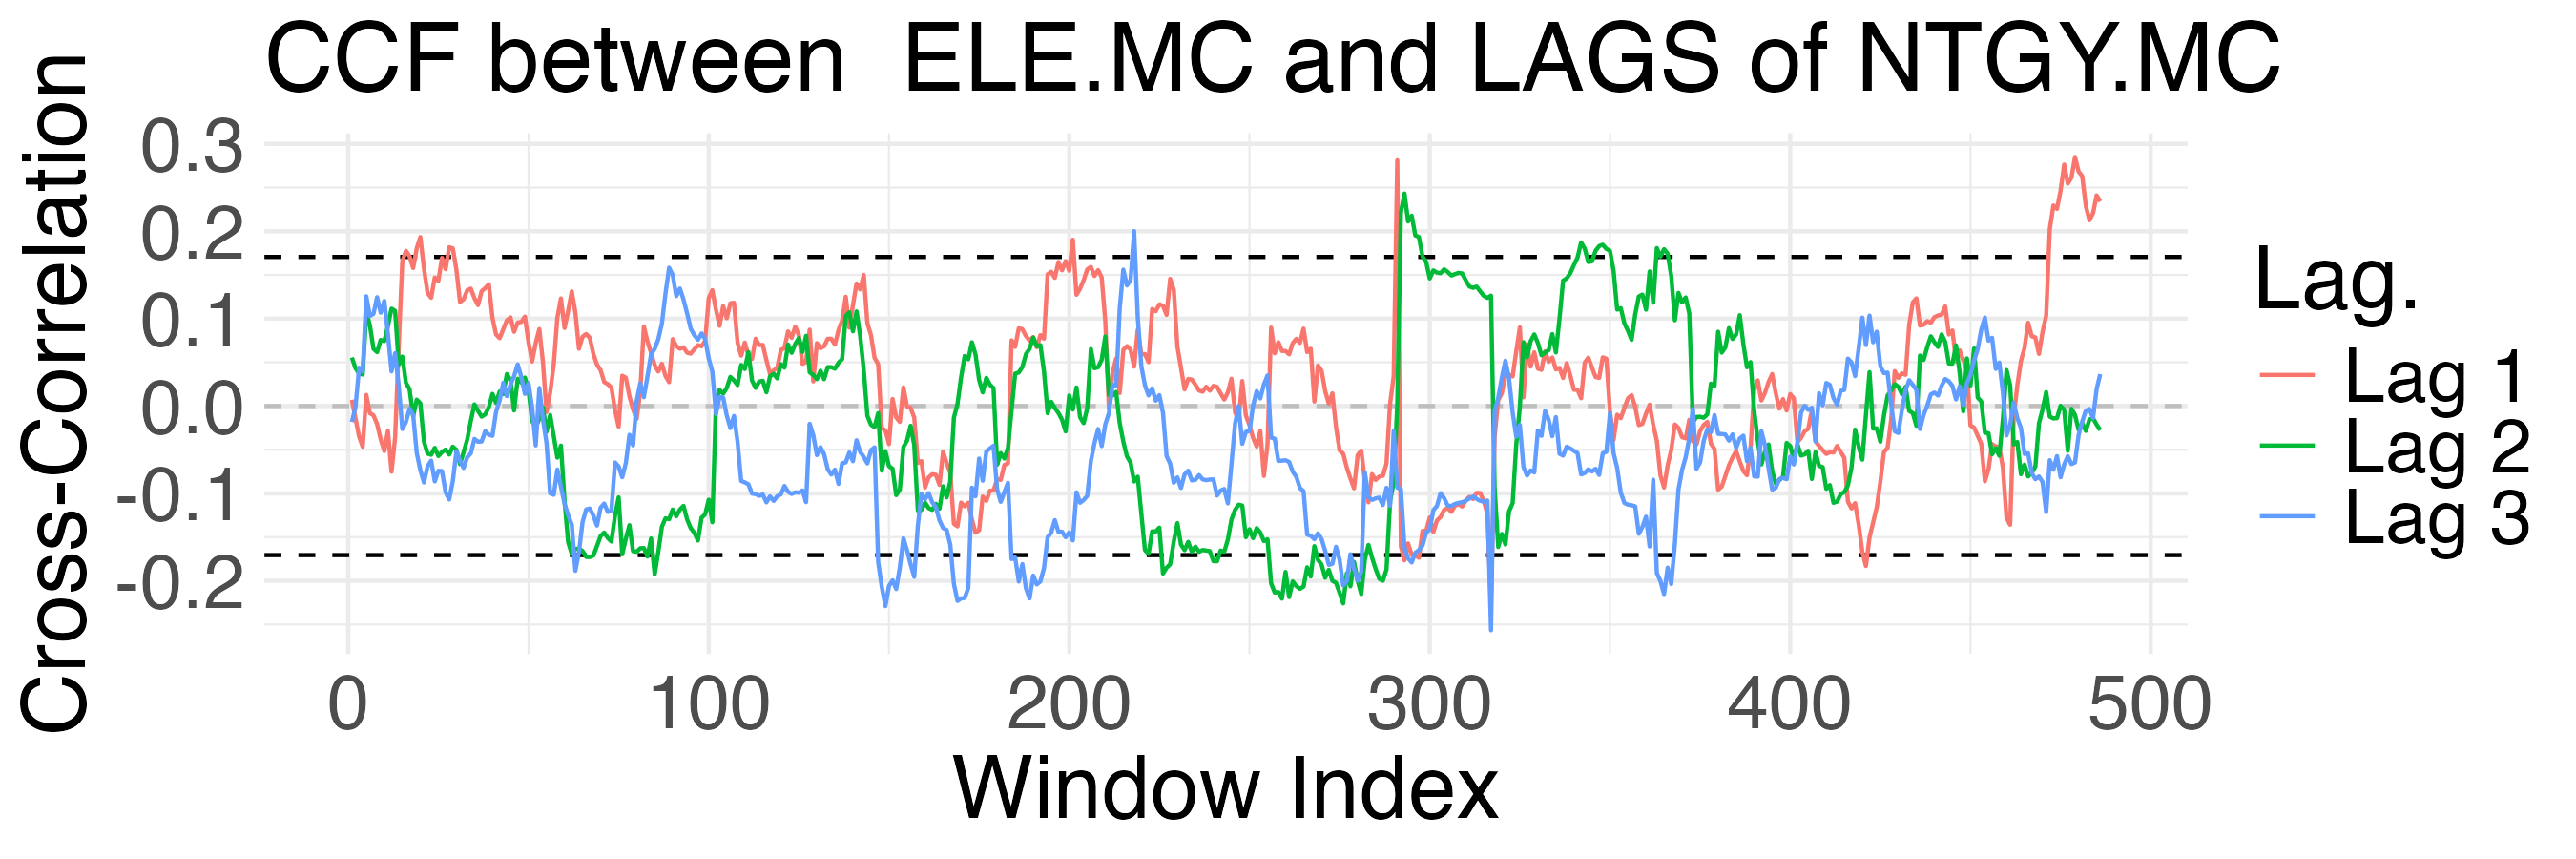 CCF between  ELE.MC and LAGS of NTGY.MC
Cross-Correlation
0.3
0.2
0.1
0.0
-0.1
-0.2
0 100 200 300 400 500
Window Index
Lag.
Lag 1
Lag 2
Lag 3